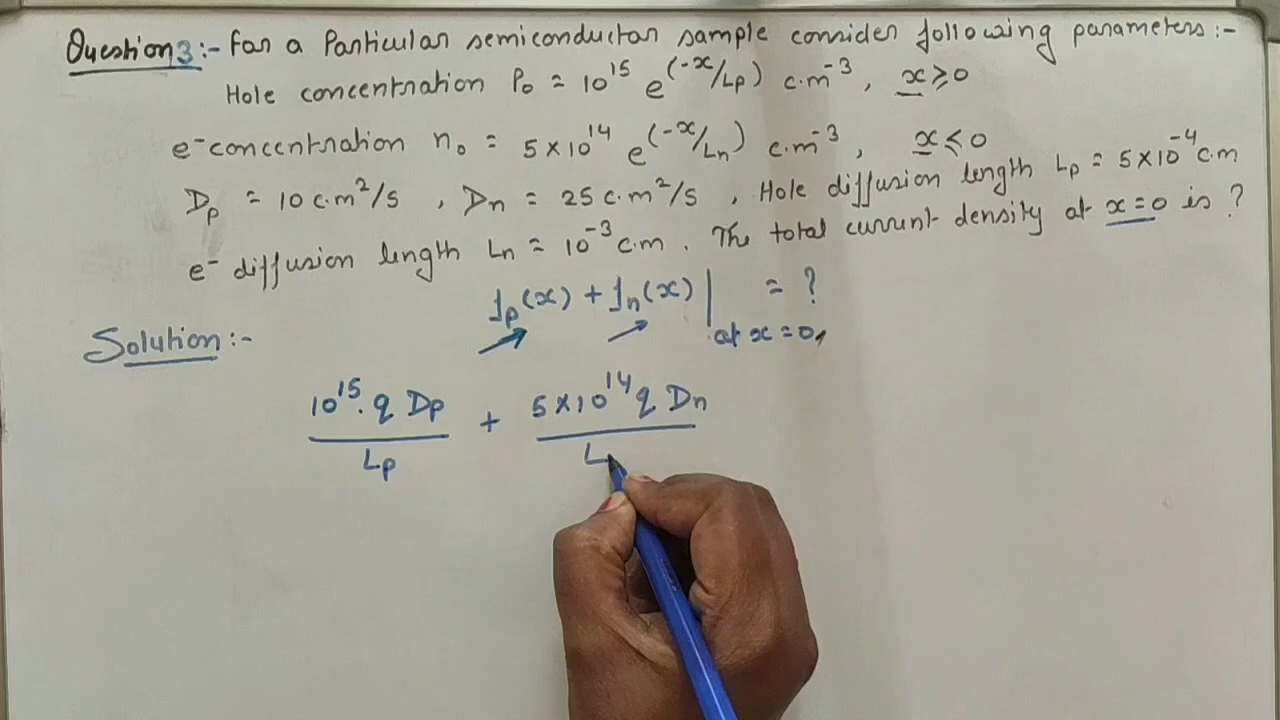 Question 3:- For a Particular semiconductor sample consider following parameters:-
Hole concentration P₀ = 10¹⁵ e^(-x/Lp) c.m⁻³, x ≥ 0
e⁻concentration n₀ = 5×10¹⁴ e^(-x/Ln) c.m⁻³, x ≤ 0
Dp = 10 c.m²/s, Dn = 25 c.m²/s, Hole diffusion length Lp = 5×10⁻⁴ c.m
e⁻ diffusion length Ln = 10⁻³ c.m. The total current density at x=0 is ?
Jp(x) + Jn(x) | at x=0, = ?
Solution:-
10¹⁵.q Dp / Lp + 5×10¹⁴ q Dn / L